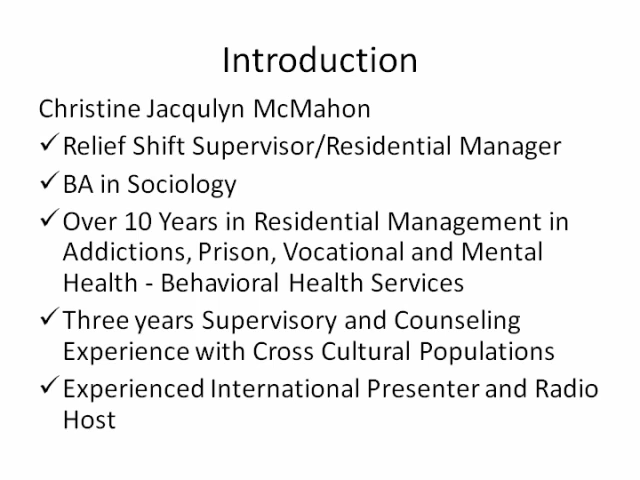 Introduction
Christine Jacqulyn McMahon
✓Relief Shift Supervisor/Residential Manager
✓BA in Sociology
✓Over 10 Years in Residential Management in
Addictions, Prison, Vocational and Mental
Health - Behavioral Health Services
✓Three years Supervisory and Counseling
Experience with Cross Cultural Populations
✓Experienced International Presenter and Radio
Host